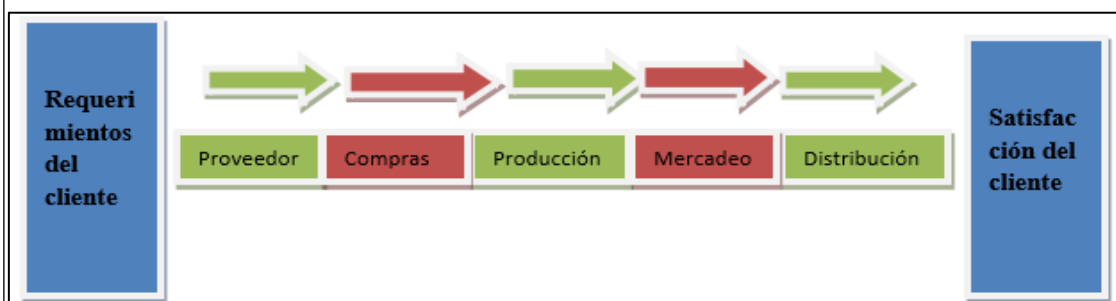 Requeri
mientos
del
cliente
Proveedor
Compras
Producción
Mercadeo
Distribución
Satisfac
ción del
cliente